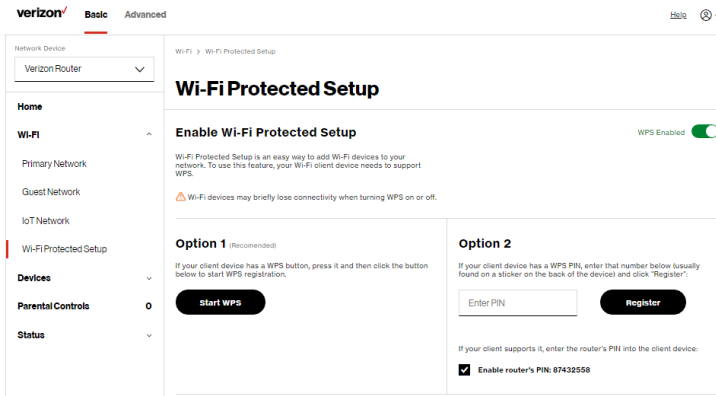 verizon✓ Basic Advanced Help
Network Device
Verizon Router
Home
Wi-Fi
Primary Network
Guest Network
IoT Network
Wi-Fi Protected Setup
Devices
Parental Controls 0
Status
Wi-Fi > Wi-Fi Protected Setup
Wi-Fi Protected Setup
Enable Wi-Fi Protected Setup
WPS Enabled
Wi-Fi Protected Setup is an easy way to add Wi-Fi devices to your
network. To use this feature, your Wi-Fi client device needs to support
WPS.
Wi-Fi devices may briefly lose connectivity when turning WPS on or off.
Option 1 (Recomended)
If your client device has a WPS button, press it and then click the button
below to start WPS registration.
Start WPS
Option 2
If your client device has a WPS PIN, enter that number below (usually
found on a sticker on the back of the device) and click "Register":
Enter PIN
Register
If your client supports it, enter the router's PIN into the client device:
Enable router's PIN: 87432558